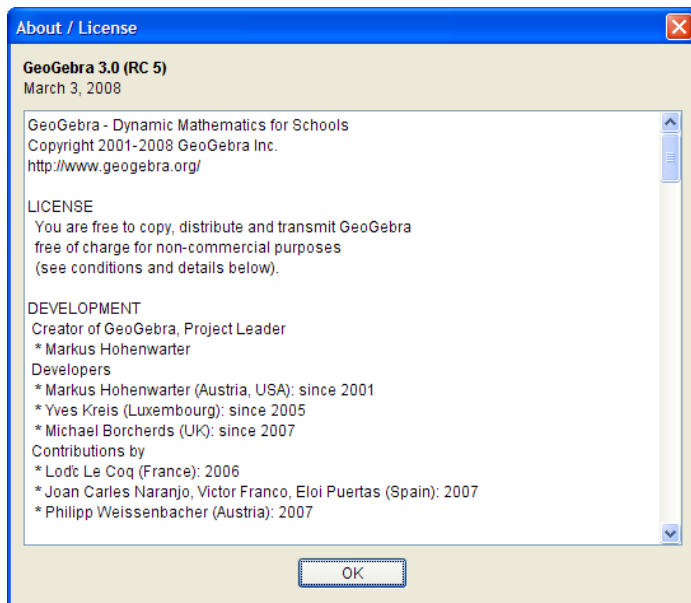 About / License
GeoGebra 3.0 (RC 5)
March 3, 2008
GeoGebra - Dynamic Mathematics for Schools
Copyright 2001-2008 GeoGebra Inc.
http://www.geogebra.org/
LICENSE
You are free to copy, distribute and transmit GeoGebra
free of charge for non-commercial purposes
(see conditions and details below).
DEVELOPMENT
Creator of GeoGebra, Project Leader
* Markus Hohenwarter
Developers
* Markus Hohenwarter (Austria, USA): since 2001
* Yves Kreis (Luxembourg): since 2005
* Michael Borcherds (UK): since 2007
Contributions by
* Loďc Le Coq (France): 2006
* Joan Carles Naranjo, Victor Franco, Eloi Puertas (Spain): 2007
* Philipp Weissenbacher (Austria): 2007
OK